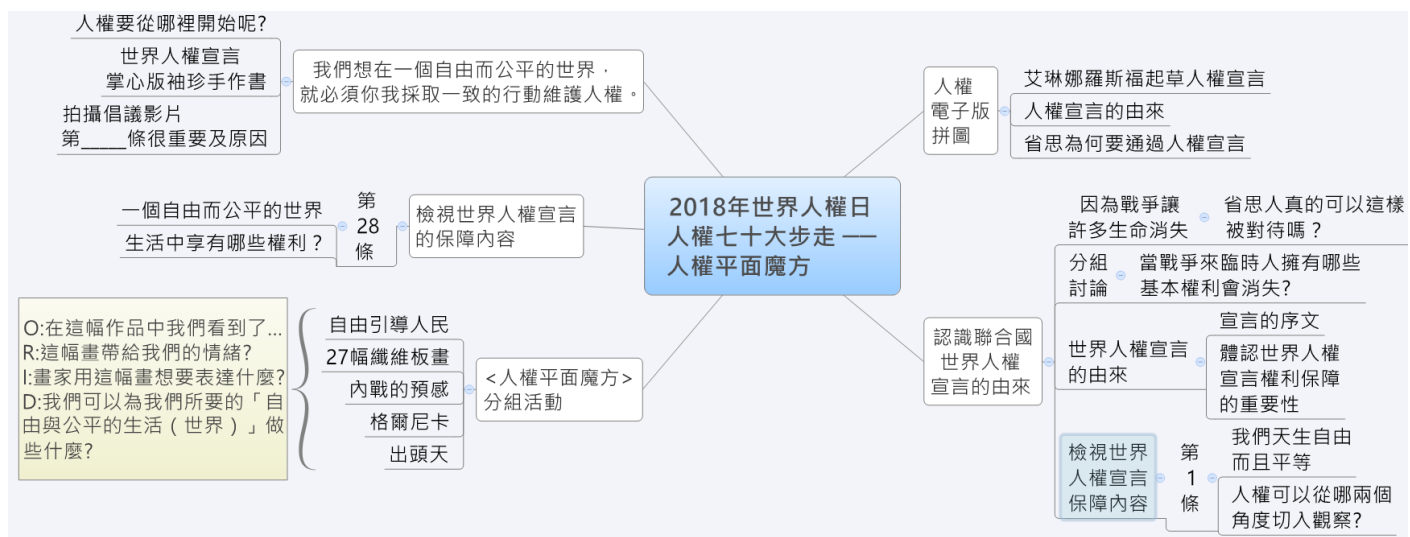 2018年世界人權日
人權七十大步走 ──
人權平面魔方
人權
電子版
拼圖
艾琳娜羅斯福起草人權宣言
人權宣言的由來
省思為何要通過人權宣言
認識聯合國
世界人權
宣言的由來
因為戰爭讓
許多生命消失
省思人真的可以這樣
被對待嗎？
分組
討論
當戰爭來臨時人擁有哪些
基本權利會消失?
世界人權宣言
的由來
宣言的序文
體認世界人權
宣言權利保障
的重要性
檢視世界
人權宣言
保障內容
第
1
條
我們天生自由
而且平等
人權可以從哪兩個
角度切入觀察?
<人權平面魔方>
分組活動
自由引導人民
27幅纖維板畫
內戰的預感
格爾尼卡
出頭天
O:在這幅作品中我們看到了...
R:這幅畫帶給我們的情緒?
I:畫家用這幅畫想要表達什麼?
D:我們可以為我們所要的「自
由與公平的生活（世界）」做
些什麼?
檢視世界人權宣言
的保障內容
第
28
條
一個自由而公平的世界
生活中享有哪些權利？
我們想在一個自由而公平的世界，
就必須你我採取一致的行動維護人權。
人權要從哪裡開始呢?
世界人權宣言
掌心版袖珍手作書
拍攝倡議影片
第_____條很重要及原因